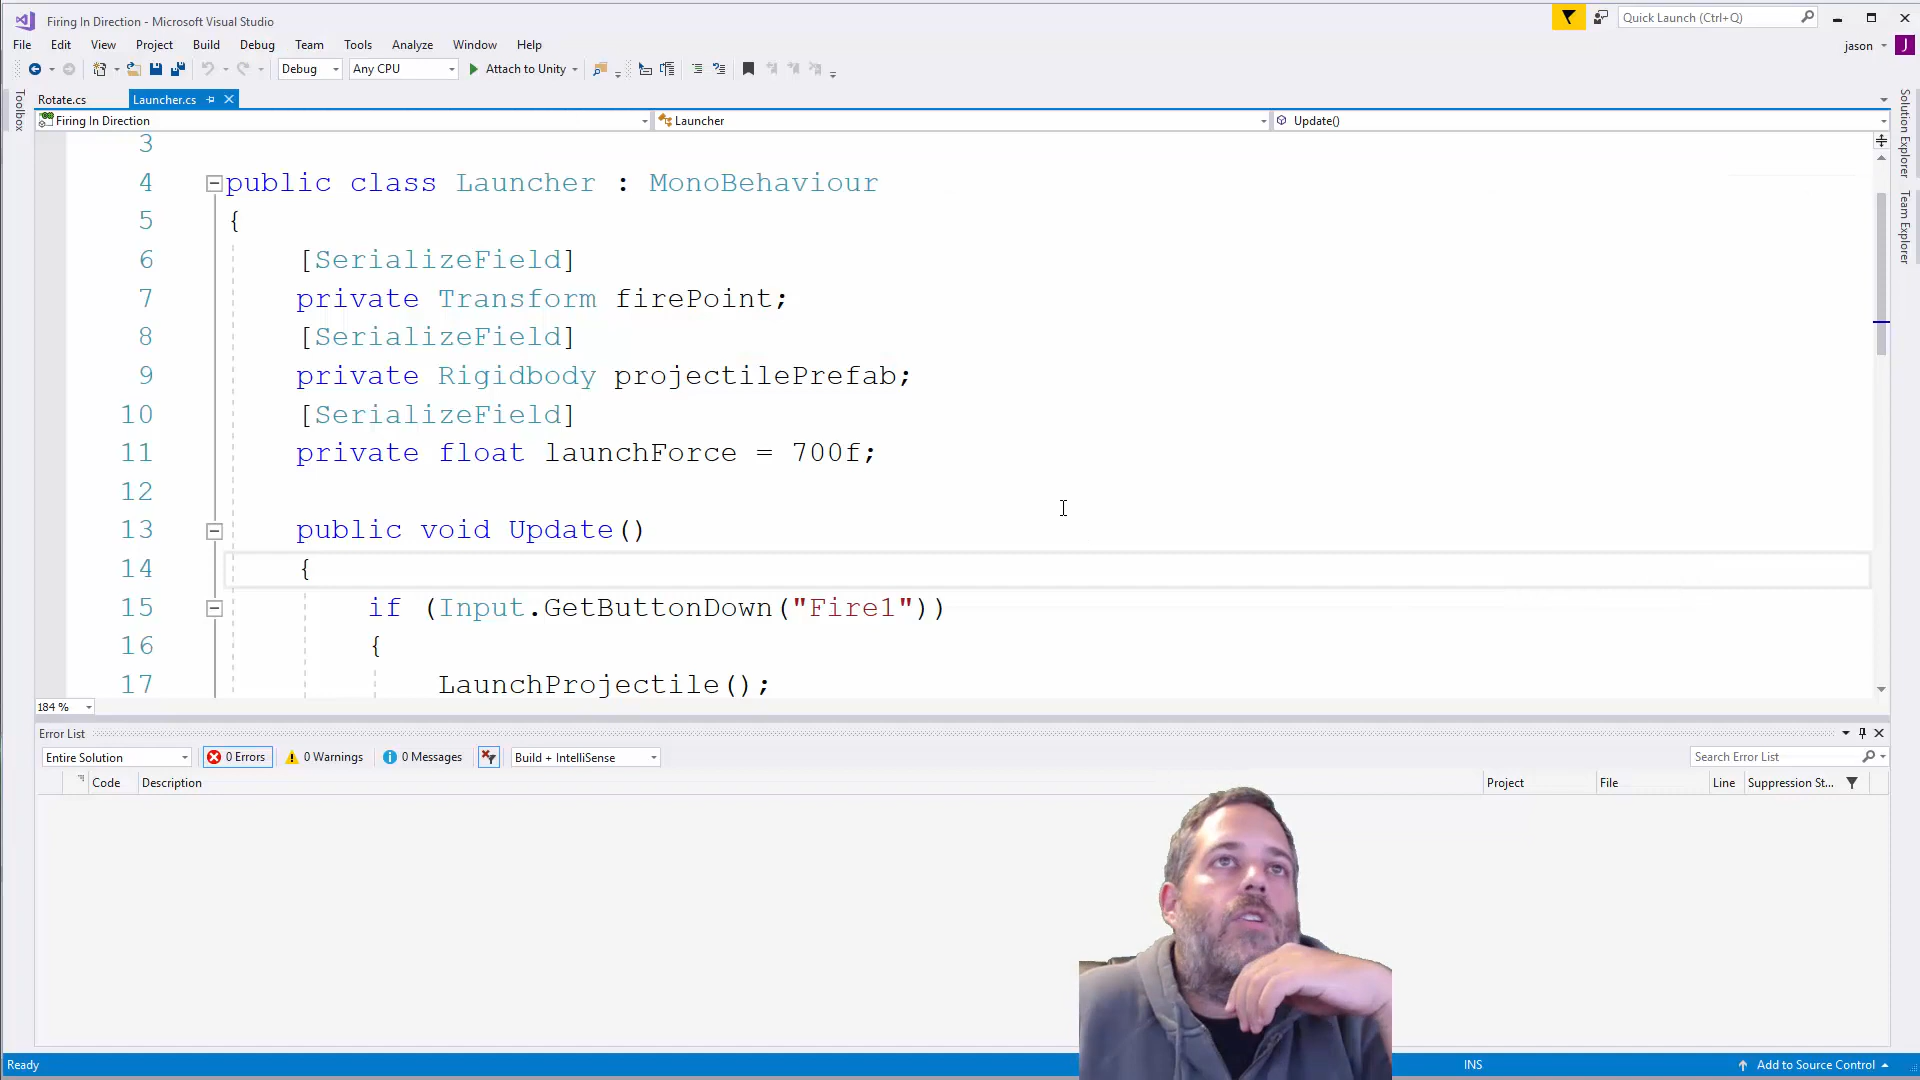 Firing In Direction - Microsoft Visual Studio
Quick Launch (Ctrl+Q)
File Edit View Project Build Debug Team Tools Analyze Window Help
jason J
Debug Any CPU Attach to Unity
Toolbox
Rotate.cs Launcher.cs
Firing In Direction Launcher Update()
Solution Explorer
Team Explorer
3
4 public class Launcher : MonoBehaviour
5 {
6 [SerializeField]
7 private Transform firePoint;
8 [SerializeField]
9 private Rigidbody projectilePrefab;
10 [SerializeField]
11 private float launchForce = 700f;
12
13 public void Update()
14 {
15 if (Input.GetButtonDown("Fire1"))
16 {
17 LaunchProjectile();
184 %
Error List
Entire Solution 0 Errors 0 Warnings 0 Messages Build + IntelliSense Search Error List
Code Description Project File Line Suppression St...
Ready INS Add to Source Control